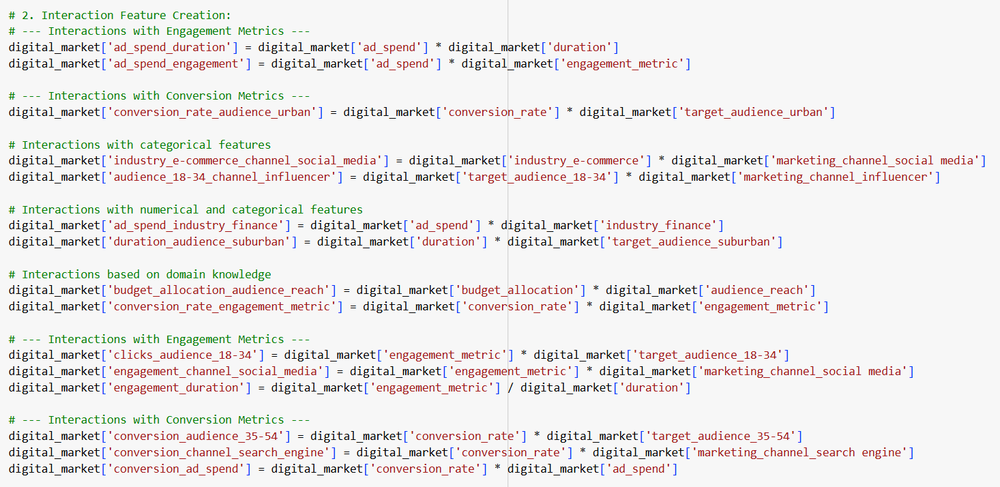 # 2. Interaction Feature Creation:
# --- Interactions with Engagement Metrics ---
digital_market['ad_spend_duration'] = digital_market['ad_spend'] * digital_market['duration']
digital_market['ad_spend_engagement'] = digital_market['ad_spend'] * digital_market['engagement_metric']
# --- Interactions with Conversion Metrics ---
digital_market['conversion_rate_audience_urban'] = digital_market['conversion_rate'] * digital_market['target_audience_urban']
# Interactions with categorical features
digital_market['industry_e-commerce_channel_social_media'] = digital_market['industry_e-commerce'] * digital_market['marketing_channel_social media']
digital_market['audience_18-34_channel_influencer'] = digital_market['target_audience_18-34'] * digital_market['marketing_channel_influencer']
# Interactions with numerical and categorical features
digital_market['ad_spend_industry_finance'] = digital_market['ad_spend'] * digital_market['industry_finance']
digital_market['duration_audience_suburban'] = digital_market['duration'] * digital_market['target_audience_suburban']
# Interactions based on domain knowledge
digital_market['budget_allocation_audience_reach'] = digital_market['budget_allocation'] * digital_market['audience_reach']
digital_market['conversion_rate_engagement_metric'] = digital_market['conversion_rate'] * digital_market['engagement_metric']
# --- Interactions with Engagement Metrics ---
digital_market['clicks_audience_18-34'] = digital_market['engagement_metric'] * digital_market['target_audience_18-34']
digital_market['engagement_channel_social_media'] = digital_market['engagement_metric'] * digital_market['marketing_channel_social media']
digital_market['engagement_duration'] = digital_market['engagement_metric'] / digital_market['duration']
# --- Interactions with Conversion Metrics ---
digital_market['conversion_audience_35-54'] = digital_market['conversion_rate'] * digital_market['target_audience_35-54']
digital_market['conversion_channel_search_engine'] = digital_market['conversion_rate'] * digital_market['marketing_channel_search engine']
digital_market['conversion_ad_spend'] = digital_market['conversion_rate'] * digital_market['ad_spend']